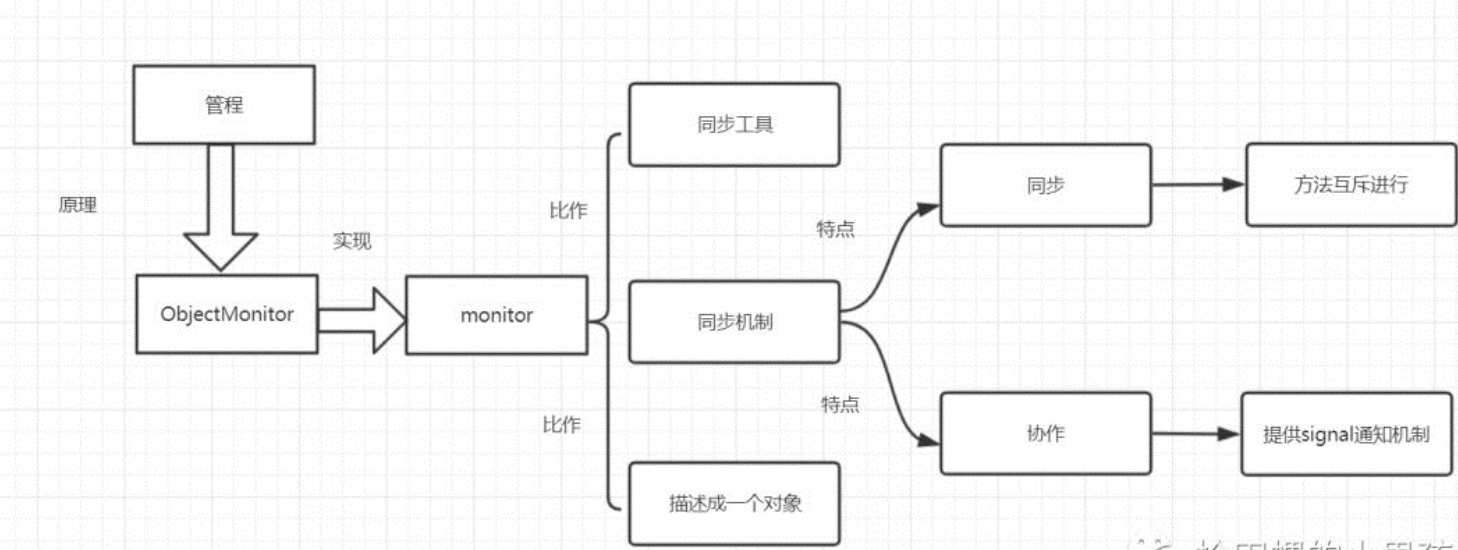 管程
原理
实现
ObjectMonitor
monitor
比作
比作
同步工具
同步机制
描述成一个对象
特点
特点
同步
方法互斥进行
协作
提供signal通知机制